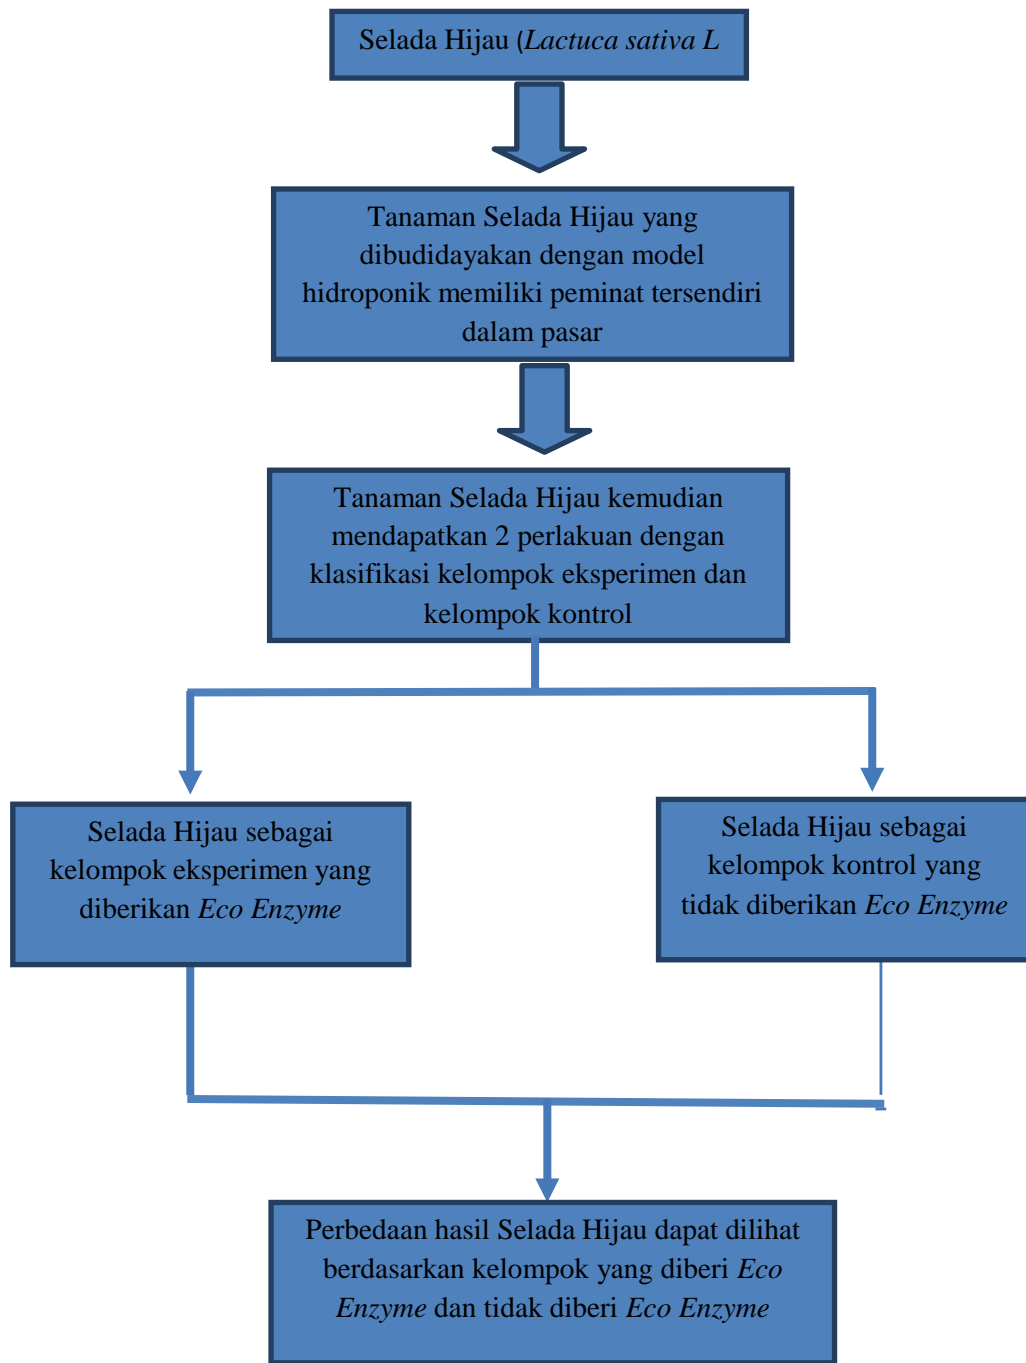 Selada Hijau (Lactuca sativa L
Tanaman Selada Hijau yang
dibudidayakan dengan model
hidroponik memiliki peminat tersendiri
dalam pasar
Tanaman Selada Hijau kemudian
mendapatkan 2 perlakuan dengan
klasifikasi kelompok eksperimen dan
kelompok kontrol
Selada Hijau sebagai
kelompok eksperimen yang
diberikan Eco Enzyme
Selada Hijau sebagai
kelompok kontrol yang
tidak diberikan Eco Enzyme
Perbedaan hasil Selada Hijau dapat dilihat
berdasarkan kelompok yang diberi Eco
Enzyme dan tidak diberi Eco Enzyme